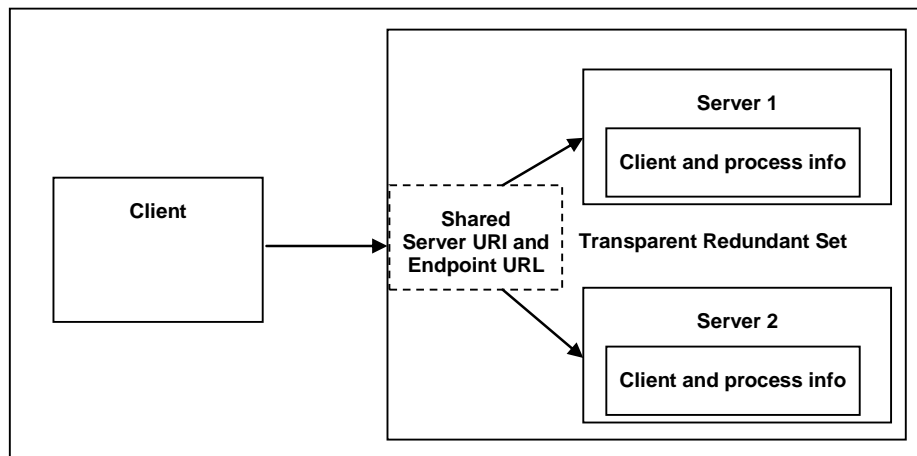 Server 1
Client and process info
Client
Shared
Server URI and
Endpoint URL
Transparent Redundant Set
Server 2
Client and process info